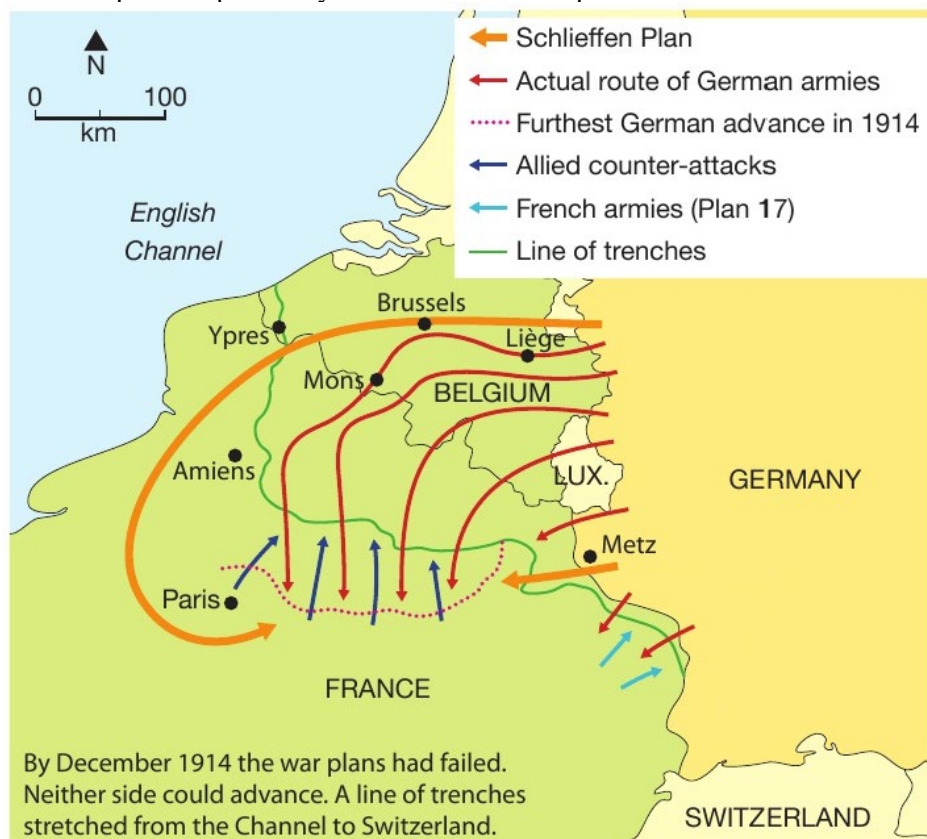 N
0 100
km
Schlieffen Plan
Actual route of German armies
Furthest German advance in 1914
Allied counter-attacks
French armies (Plan 17)
Line of trenches
English
Channel
Brussels
Ypres
Liège
Mons
BELGIUM
Amiens
LUX.
GERMANY
Metz
Paris
FRANCE
By December 1914 the war plans had failed.
Neither side could advance. A line of trenches
stretched from the Channel to Switzerland.
SWITZERLAND